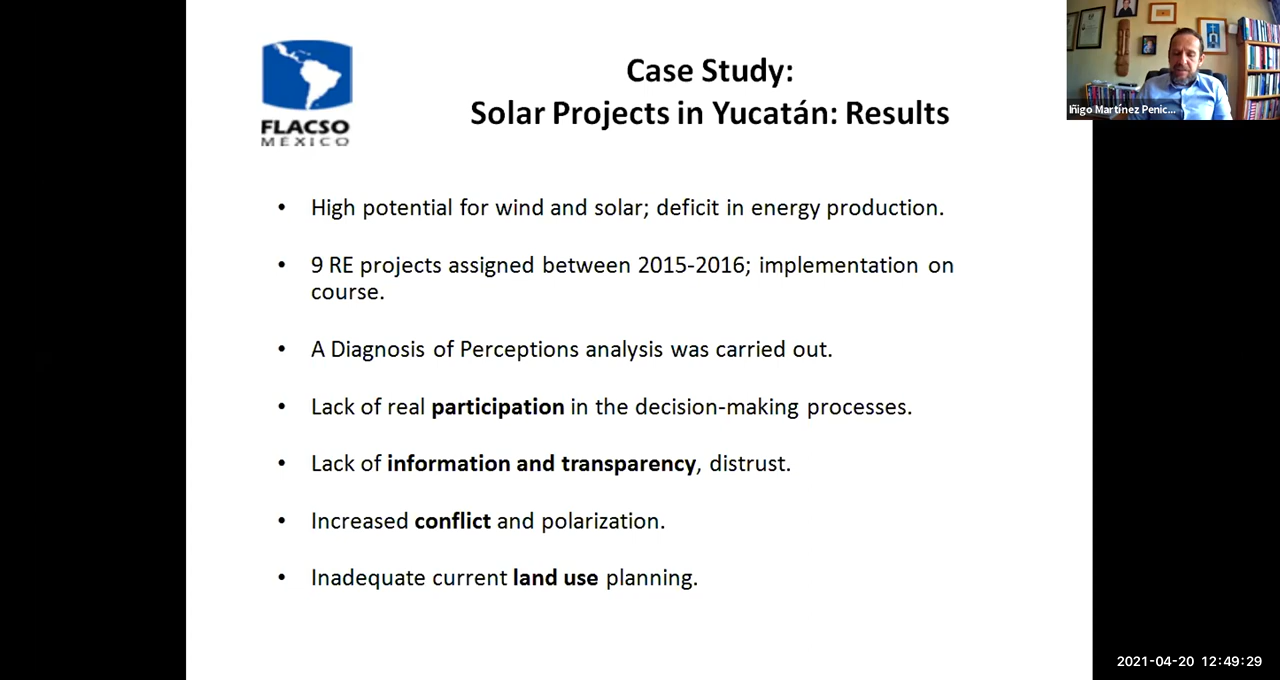 FLACSO
MÉXICO
Case Study:
Solar Projects in Yucatán: Results
• High potential for wind and solar; deficit in energy production.
• 9 RE projects assigned between 2015-2016; implementation on
course.
• A Diagnosis of Perceptions analysis was carried out.
• Lack of real participation in the decision-making processes.
• Lack of information and transparency, distrust.
• Increased conflict and polarization.
• Inadequate current land use planning.
Iñigo Martínez Penic...
2021-04-20 12:49:29